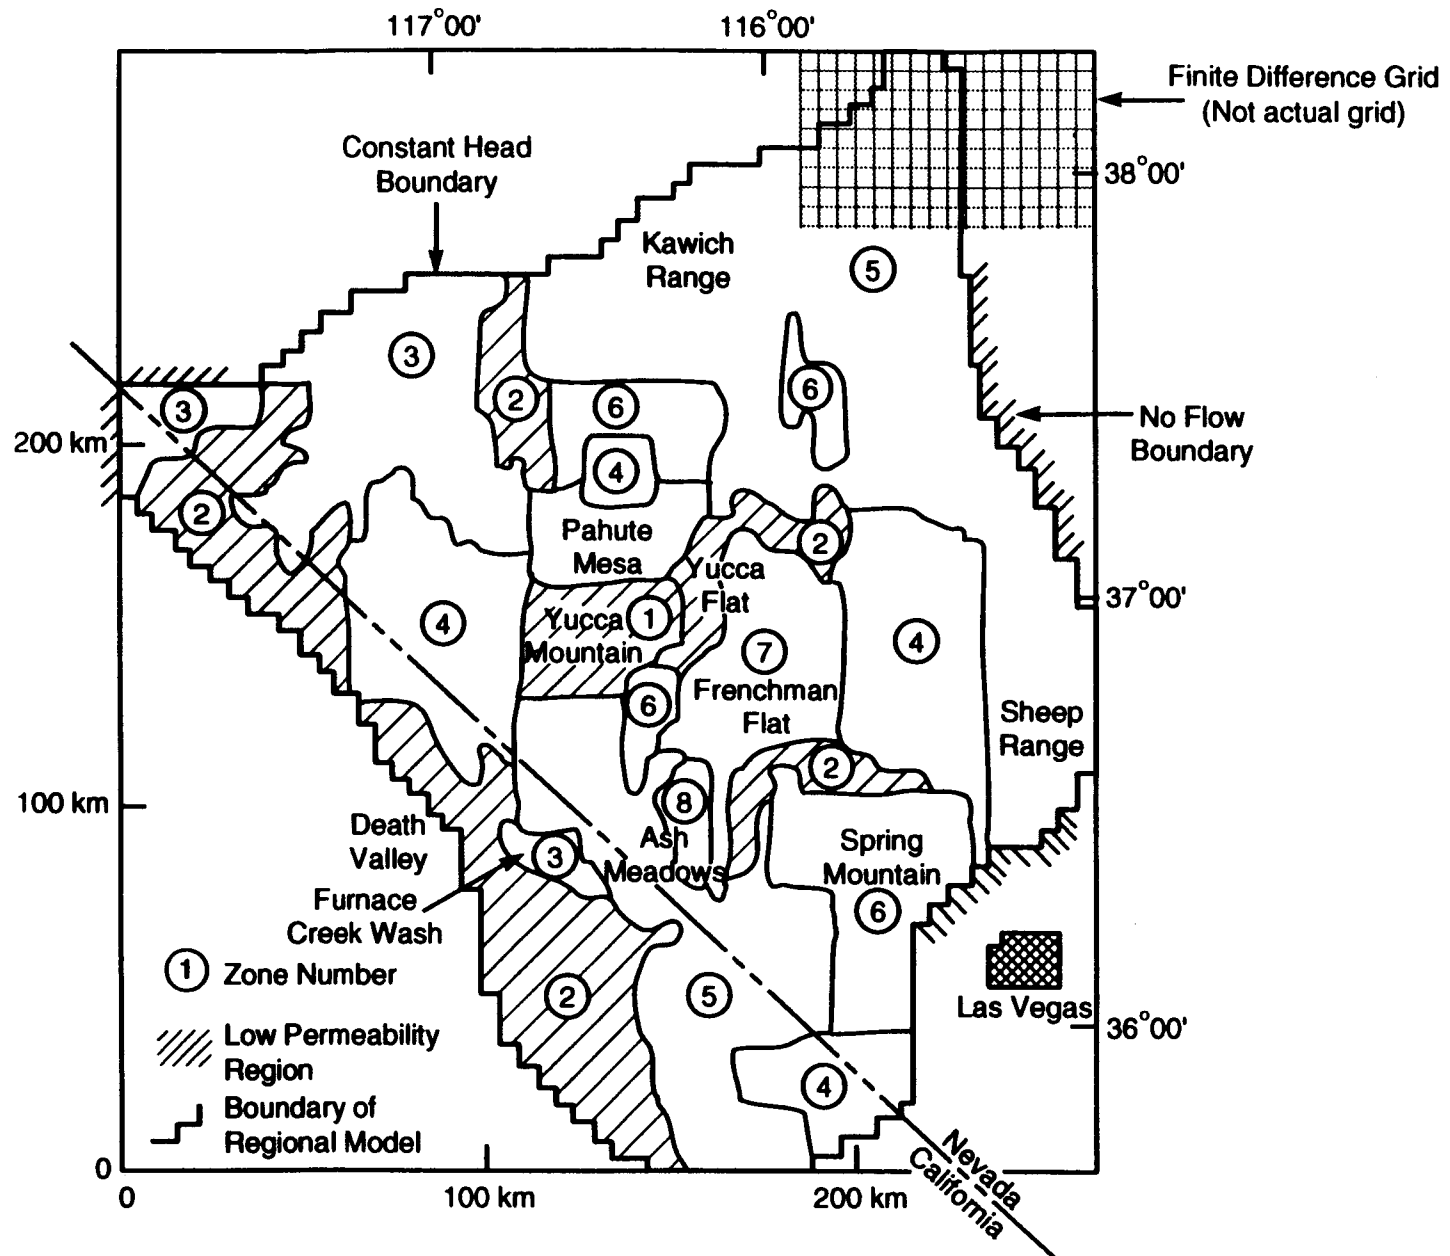 117°00'
116°00'
Finite Difference Grid
(Not actual grid)
Constant Head
Boundary
38°00'
Kawich
Range
5
3
6
2
6
3
No Flow
Boundary
200 km
4
2
Pahute
Mesa
2
Yucca
Flat
37°00'
4
Yucca
Mountain
1
7
4
6
Frenchman
Flat
Sheep
Range
2
100 km
8
Death
Valley
3
Ash
Meadows
Spring
Mountain
6
Furnace
Creek Wash
1 Zone Number
2
5
Las Vegas
36°00'
Low Permeability
Region
4
Boundary of
Regional Model
0
0
100 km
200 km
Nevada
California